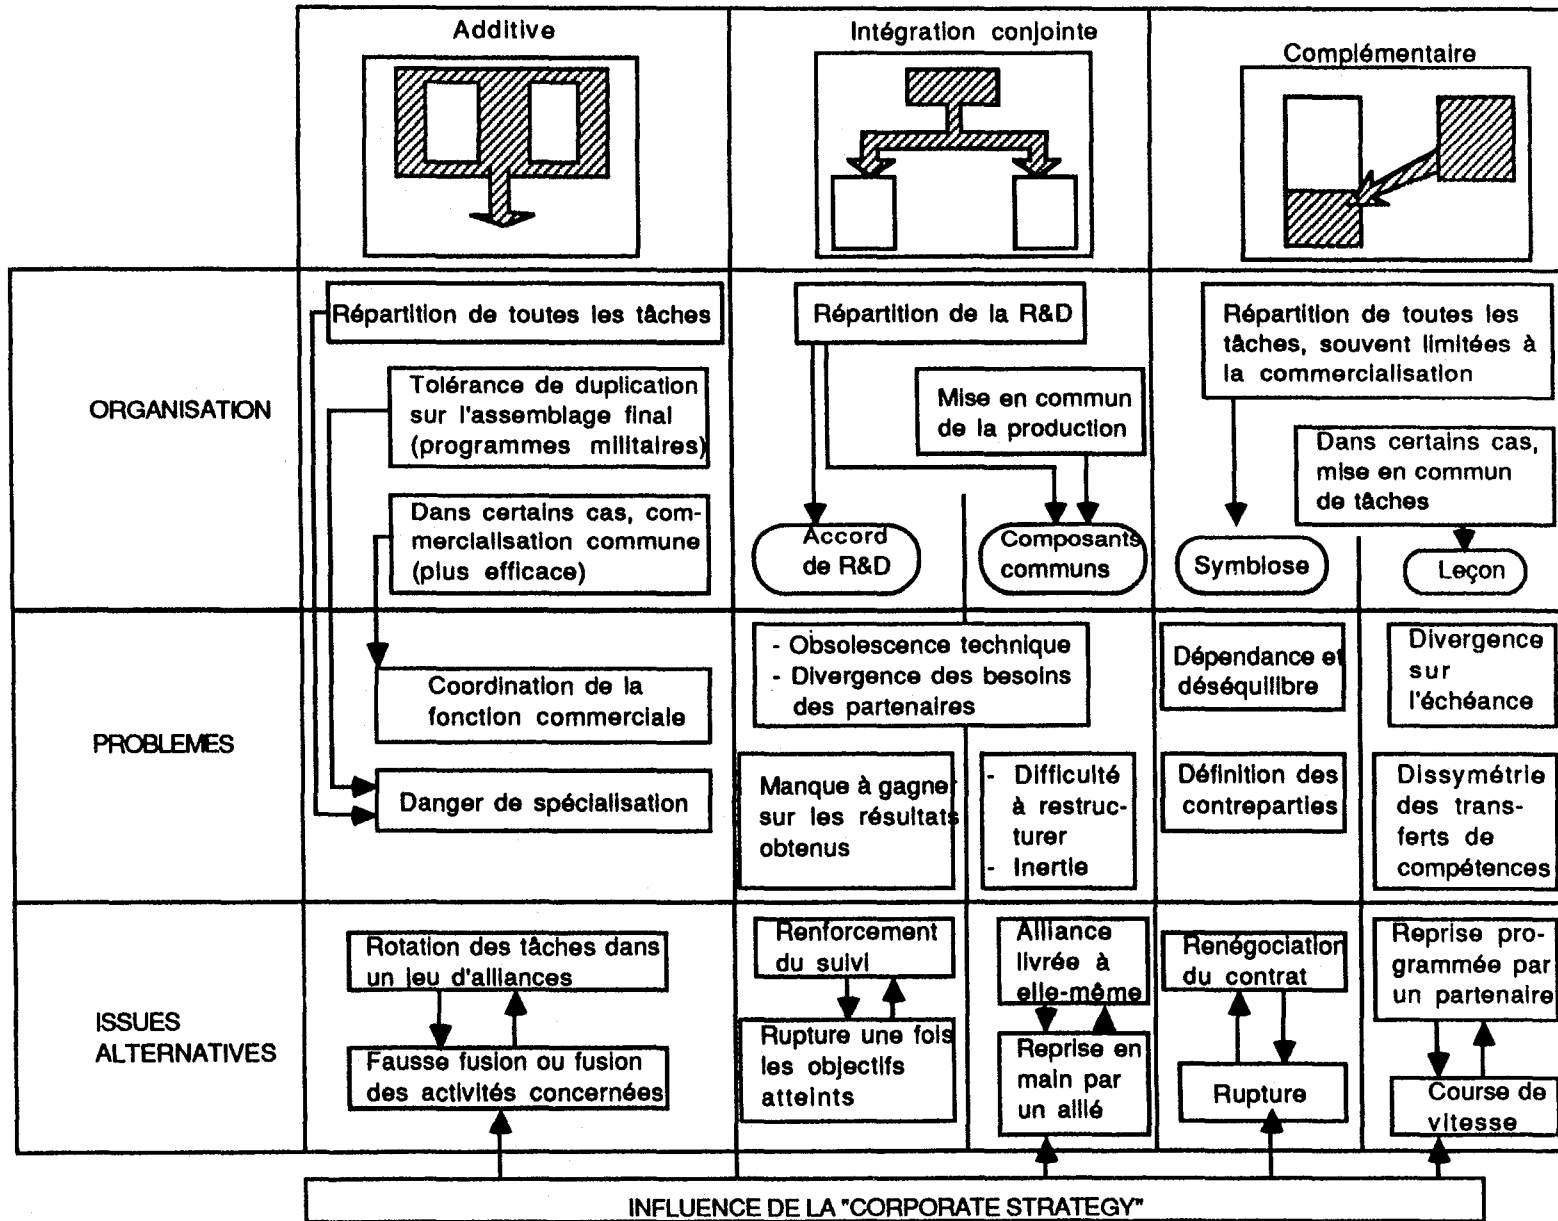 Additive
Intégration conjointe
Complémentaire
ORGANISATION
Répartition de toutes les tâches
Tolérance de duplication
sur l'assemblage final
(programmes militaires)
Dans certains cas, com-
mercialisation commune
(plus efficace)
Répartition de la R&D
Mise en commun
de la production
Accord
de R&D
Composants
communs
Répartition de toutes les
tâches, souvent limitées à
la commercialisation
Dans certains cas,
mise en commun
de tâches
Symbiose
Leçon
PROBLEMES
Coordination de la
fonction commerciale
Danger de spécialisation
- Obsolescence technique
- Divergence des besoins
des partenaires
Manque à gagner
sur les résultats
obtenus
- Difficulté
à restruc-
turer
- Inertie
Dépendance et
déséquilibre
Définition des
contreparties
Divergence
sur
l'échéance
Dissymétrie
des trans-
ferts de
compétences
ISSUES
ALTERNATIVES
Rotation des tâches dans
un jeu d'alliances
Fausse fusion ou fusion
des activités concernées
Renforcement
du suivi
Rupture une fois
les objectifs
atteints
Alliance
livrée à
elle-même
Reprise en
main par
un allié
Renégociation
du contrat
Rupture
Reprise pro-
grammée par
un partenaire
Course de
vitesse
INFLUENCE DE LA "CORPORATE STRATEGY"